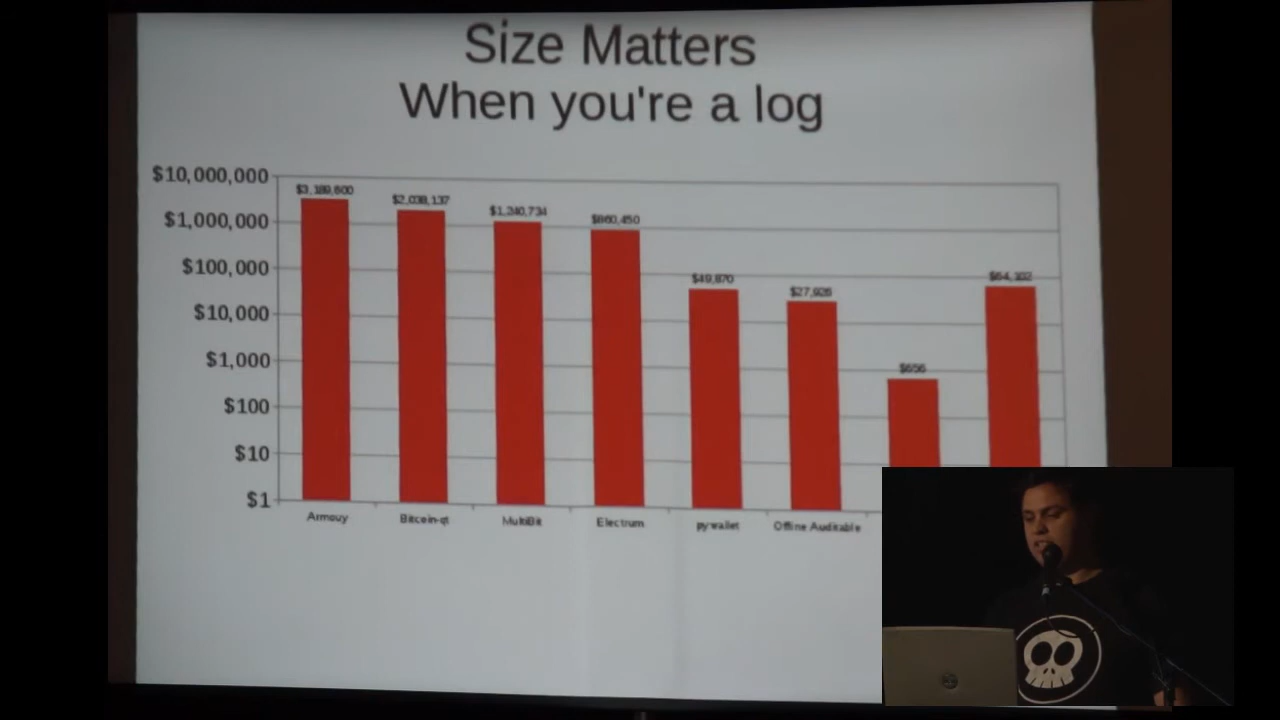 Size Matters
When you're a log
$10,000,000
$1,000,000
$100,000
$10,000
$1,000
$100
$10
$1
$3,189,600
$2,038,137
$1,240,734
$860,450
$49,870
$27,926
$656
$64,102
Armouy
Bitcoin-qt
MultiBit
Electrum
pywallet
Offline Auditable